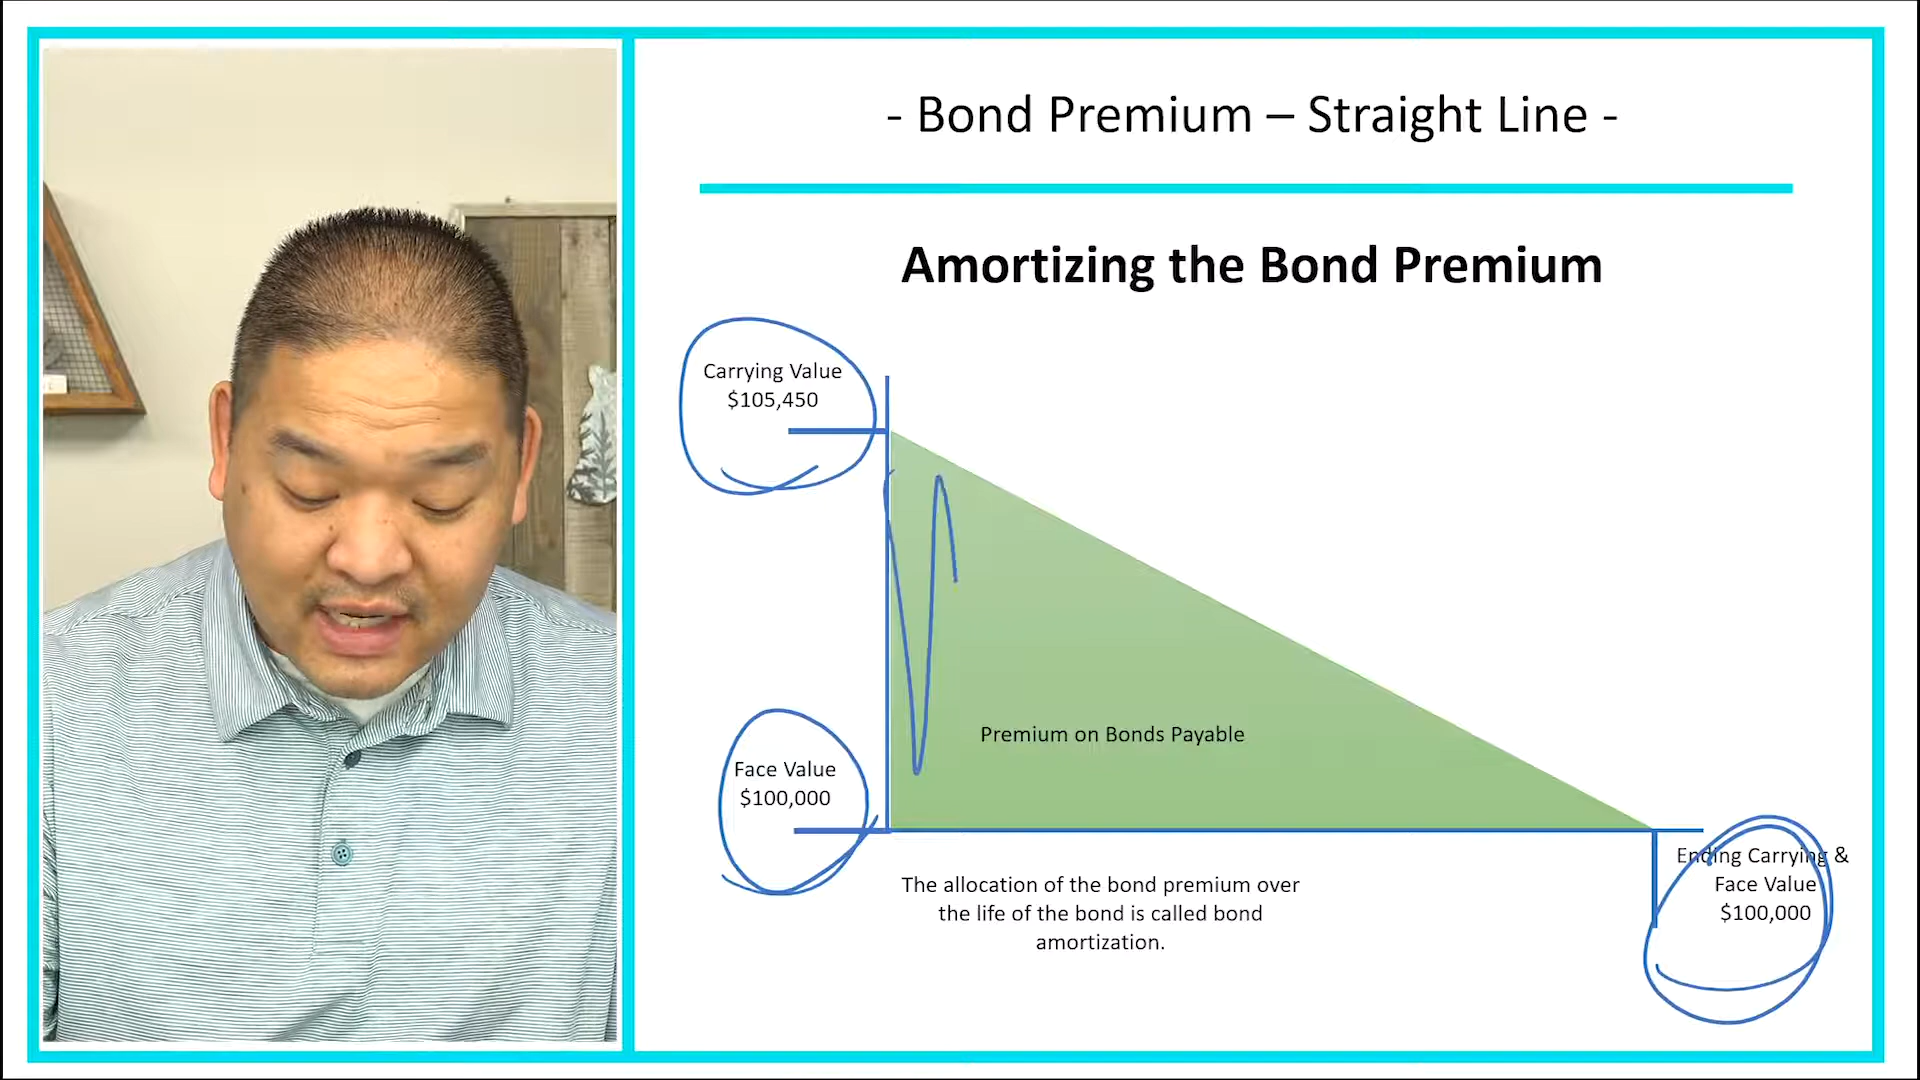 - Bond Premium – Straight Line -
Amortizing the Bond Premium
Carrying Value
$105,450
Premium on Bonds Payable
Face Value
$100,000
Ending Carrying &
Face Value
$100,000
The allocation of the bond premium over
the life of the bond is called bond
amortization.